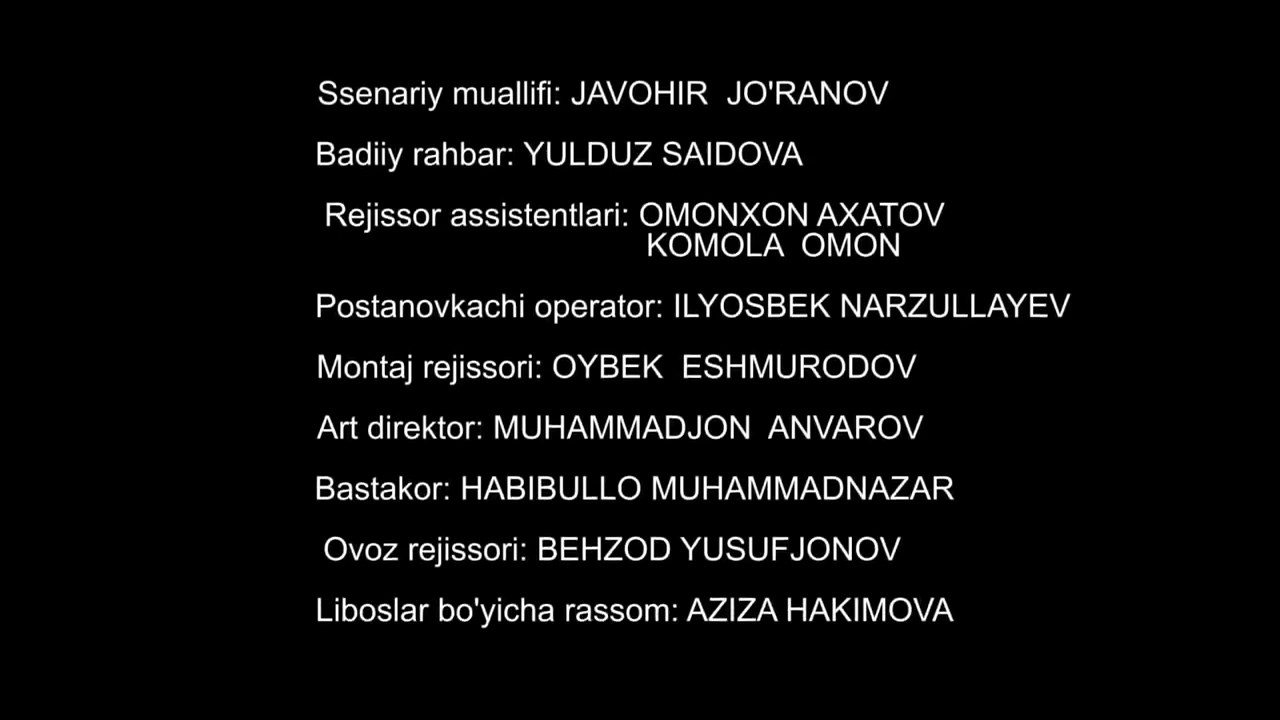 Ssenariy muallifi: JAVOHIR JO'RANOV
Badiiy rahbar: YULDUZ SAIDOVA
Rejissor assistentlari: OMONXON AXATOV
KOMOLA OMON
Postanovkachi operator: ILYOSBEK NARZULLAYEV
Montaj rejissori: OYBEK ESHMURODOV
Art direktor: MUHAMMADJON ANVAROV
Bastakor: HABIBULLO MUHAMMADNAZAR
Ovoz rejissori: BEHZOD YUSUFJONOV
Liboslar bo'yicha rassom: AZIZA HAKIMOVA